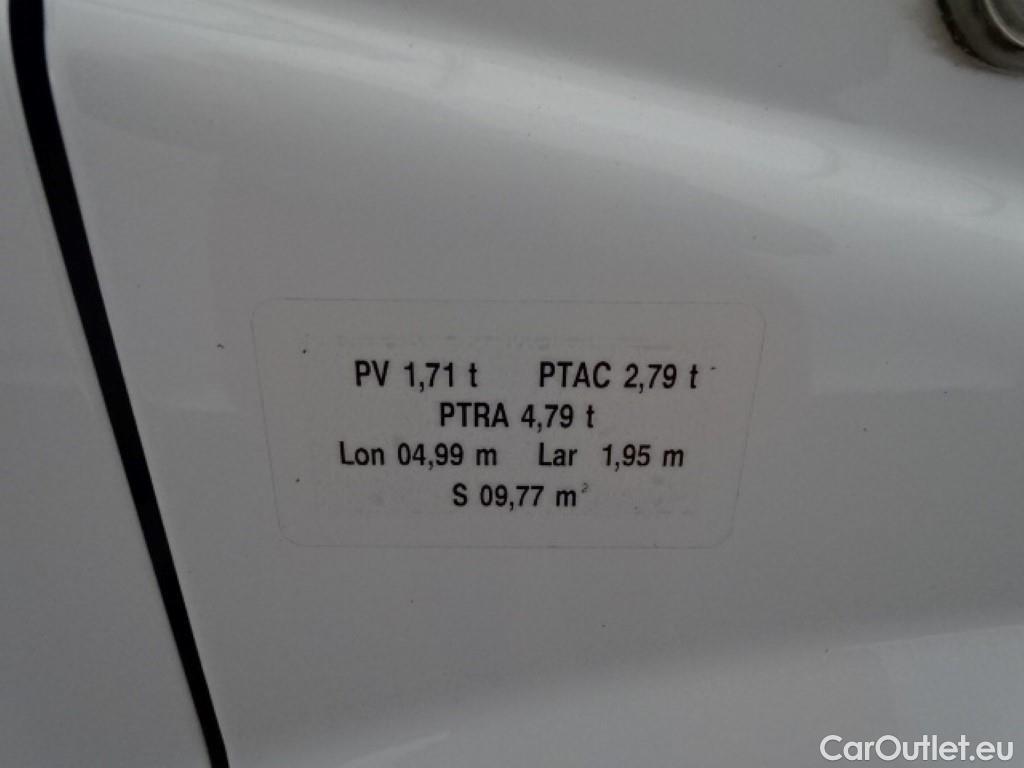 PV 1,71 t PTAC 2,79 t
PTRA 4,79 t
Lon 04,99 m Lar 1,95 m
S 09,77 m²
CarOutlet.eu